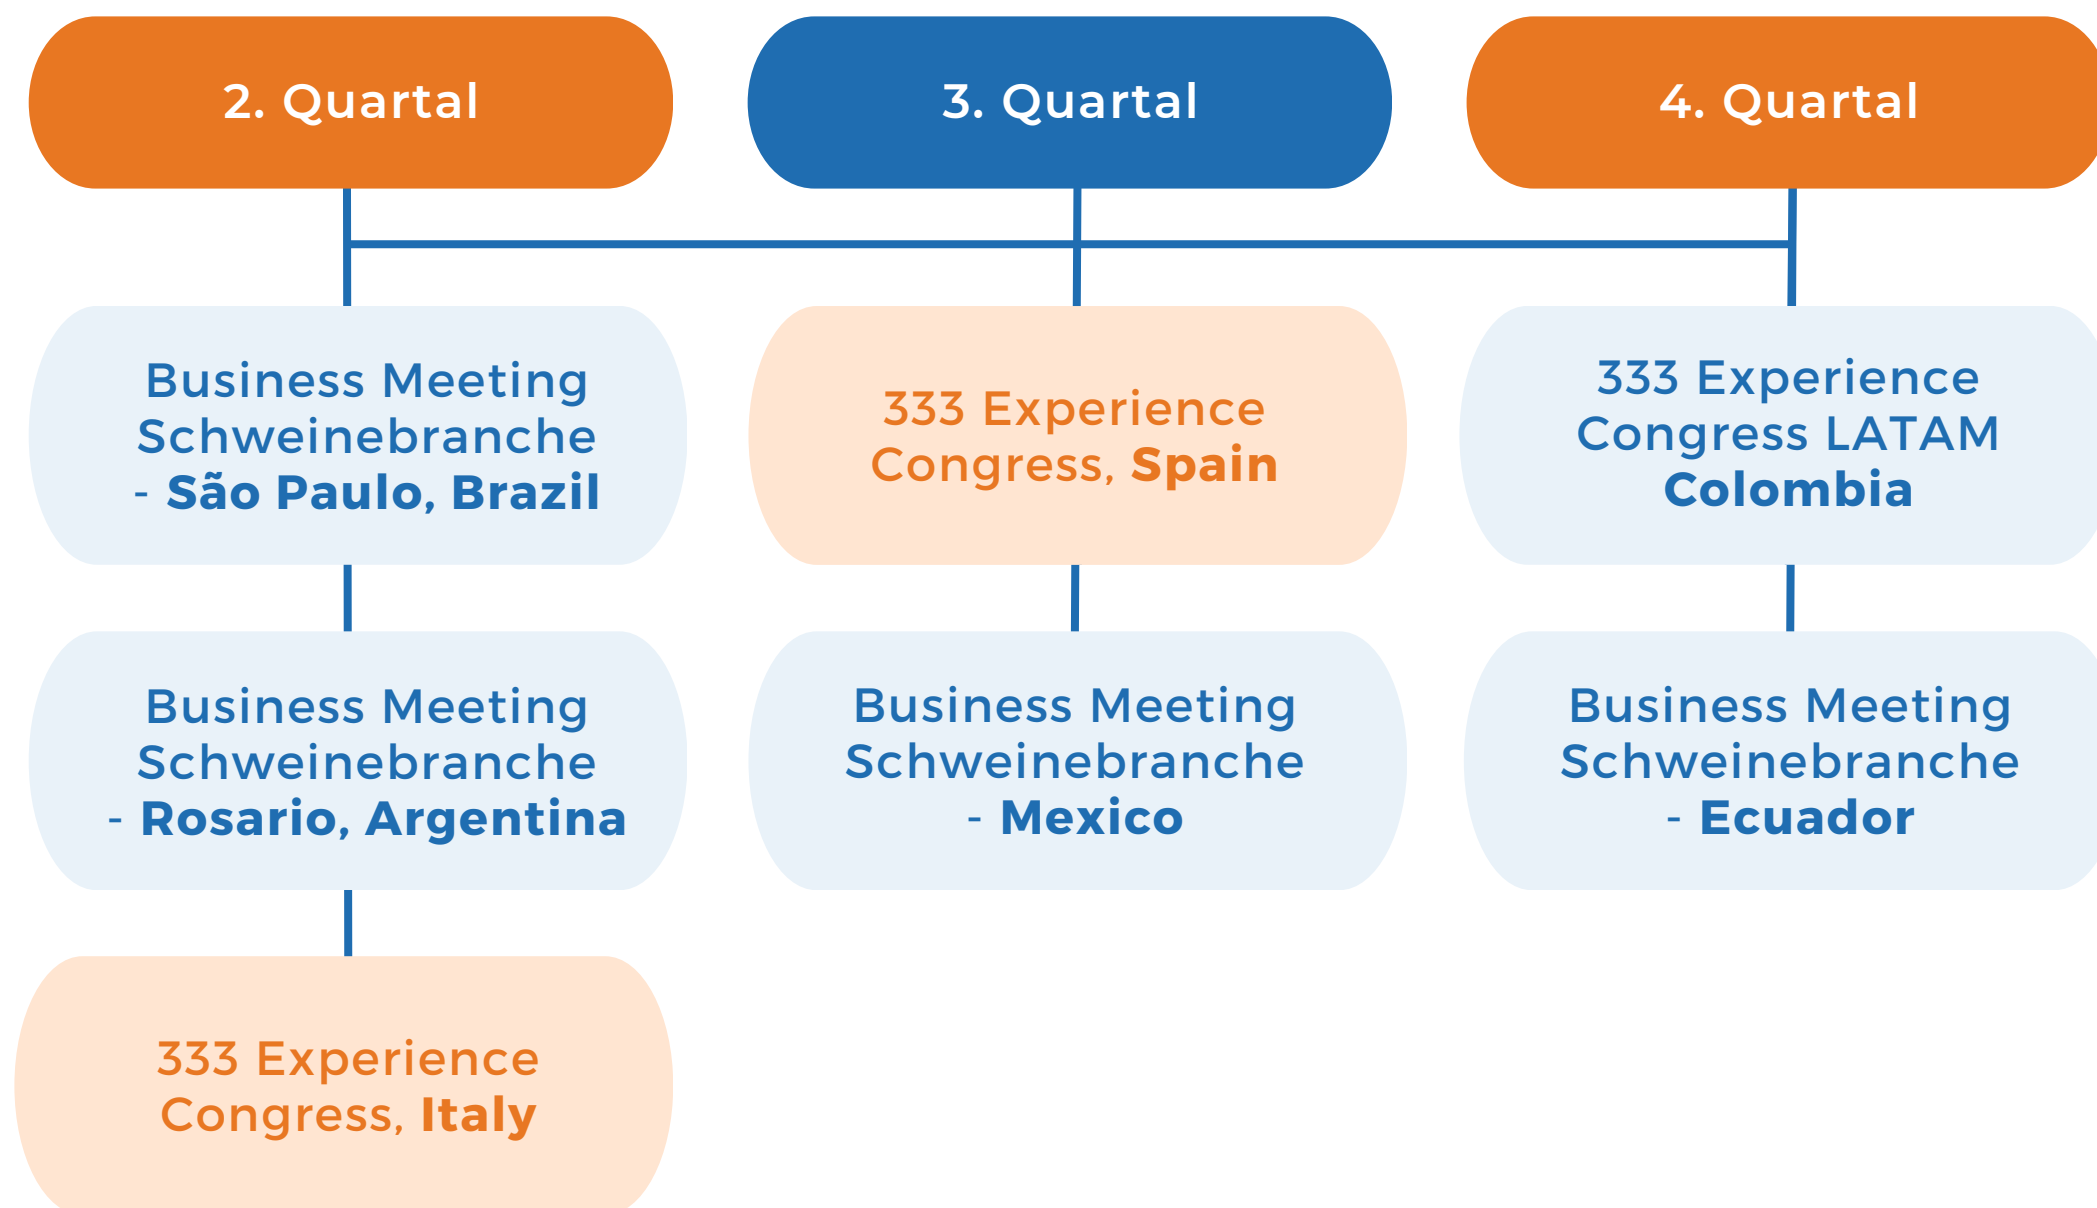 2. Quartal
Business Meeting
Schweinebranche
- São Paulo, Brazil
Business Meeting
Schweinebranche
- Rosario, Argentina
333 Experience
Congress, Italy
3. Quartal
333 Experience
Congress, Spain
Business Meeting
Schweinebranche
- Mexico
4. Quartal
333 Experience
Congress LATAM
Colombia
Business Meeting
Schweinebranche
- Ecuador